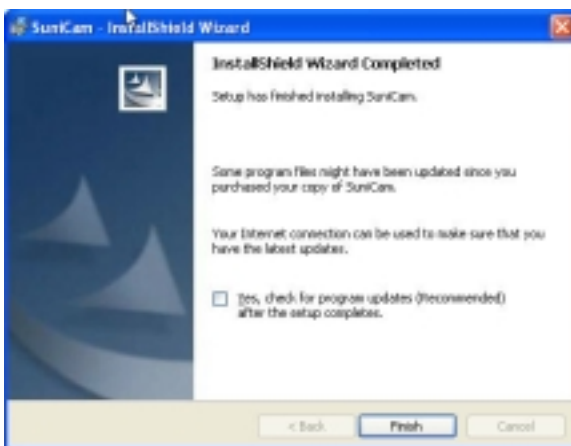 SuniCam - InstallShield Wizard
InstallShield Wizard Completed
Setup has finished installing SuniCam.
Some program files might have been updated since you
purchased your copy of SuniCam.
Your Internet connection can be used to make sure that you
have the latest updates.
Yes, check for program updates (Recommended)
after the setup completes.
< Back Finish Cancel